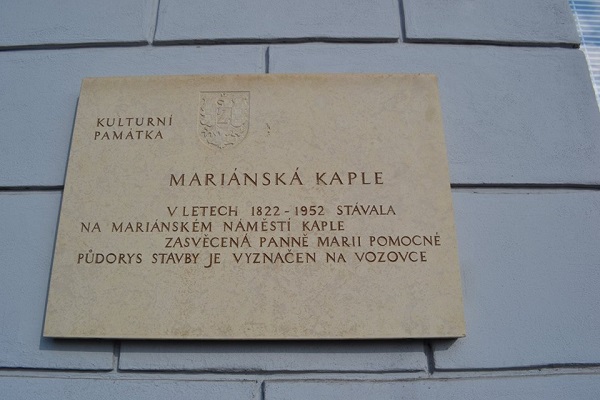 KULTURNÍ
PAMÁTKA
MARIÁNSKÁ KAPLE
V LETECH 1822 - 1952 STÁVALA
NA MARIÁNSKÉM NÁMĚSTÍ KAPLE
ZASVĚCENÁ PANNĚ MARII POMOCNÉ
PŮDORYS STAVBY JE VYZNAČEN NA VOZOVCE